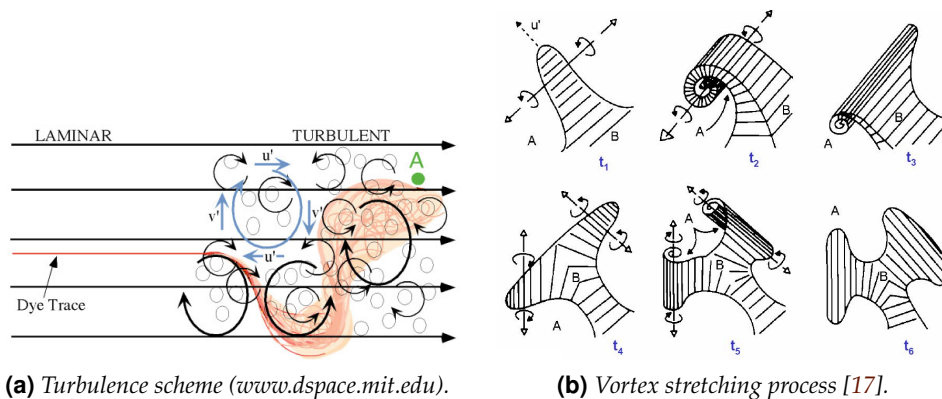 LAMINAR TURBULENT
u'
A
v' v'
u'
Dye Trace
u'
A B
t1
A B
t2
B
A
t3
B
A
t4
A
B
t5
A
B
t6
(a) Turbulence scheme (www.dspace.mit.edu).
(b) Vortex stretching process [17].